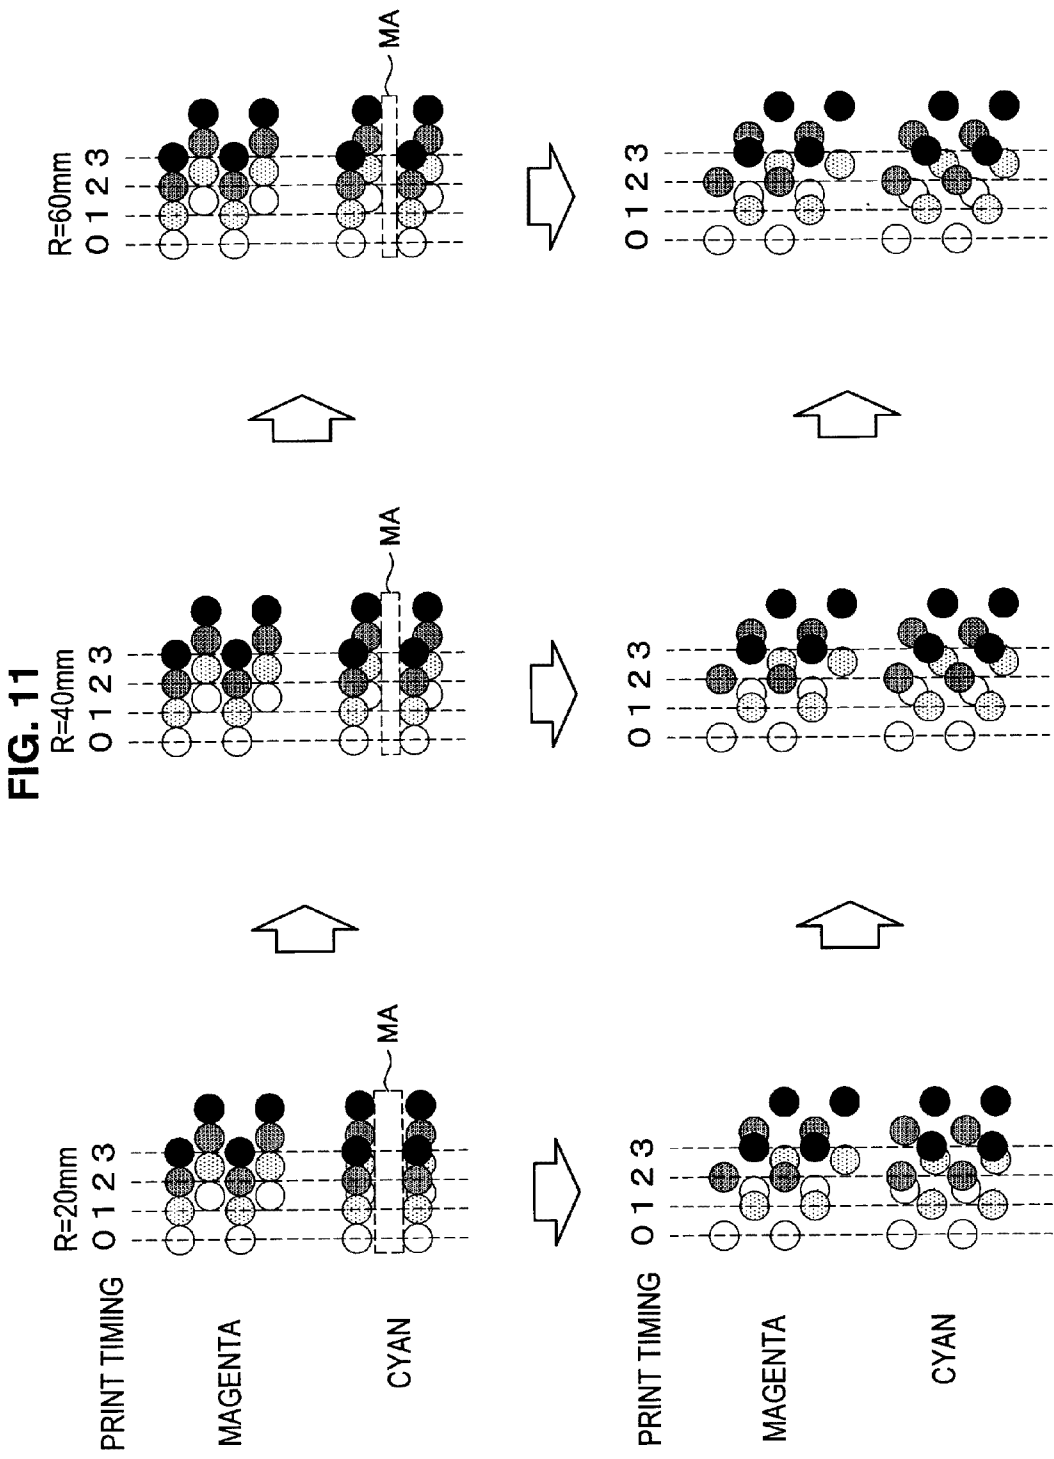 FIG. 11
R=20mm
R=40mm
R=60mm
PRINT TIMING
0 1 2 3
0 1 2 3
0 1 2 3
MAGENTA
CYAN
MA
MA
MA
PRINT TIMING
0 1 2 3
0 1 2 3
0 1 2 3
MAGENTA
CYAN